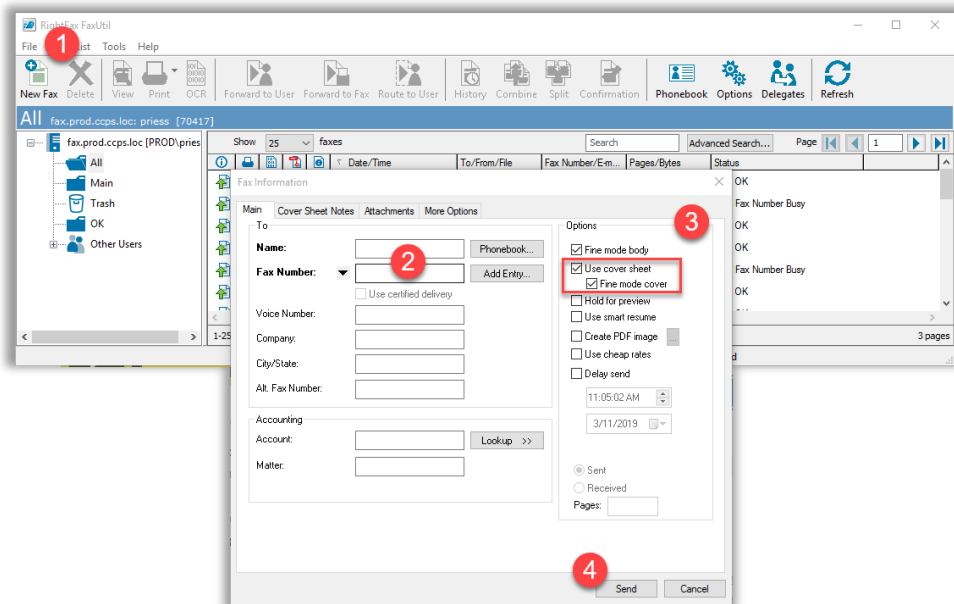 RightFax FaxUtil
File 1 List Tools Help
New Fax Delete View Print OCR Forward to User Forward to Fax Route to User History Combine Split Confirmation Phonebook Options Delegates Refresh
All fax.prod.ccps.loc: priess [70417]
fax.prod.ccps.loc [PROD\pries
All
Main
Trash
OK
Other Users
Show 25 faxes Search Advanced Search... Page 1
Date/Time To/From/File Fax Number/E-m... Pages/Bytes Status
OK
Fax Number Busy
OK
Fax Number Busy
OK
1-25
3 pages
Fax Information
Main Cover Sheet Notes Attachments More Options
To
Name: Phonebook...
2
Fax Number: Add Entry...
Use certified delivery
Voice Number:
Company:
City/State:
Alt. Fax Number:
Accounting
Account: Lookup >>
Matter:
Options
3
Fine mode body
Use cover sheet
Fine mode cover
Hold for preview
Use smart resume
Create PDF image ...
Use cheap rates
Delay send
11:05:02 AM
3/11/2019
Sent
Received
Pages:
4
Send Cancel